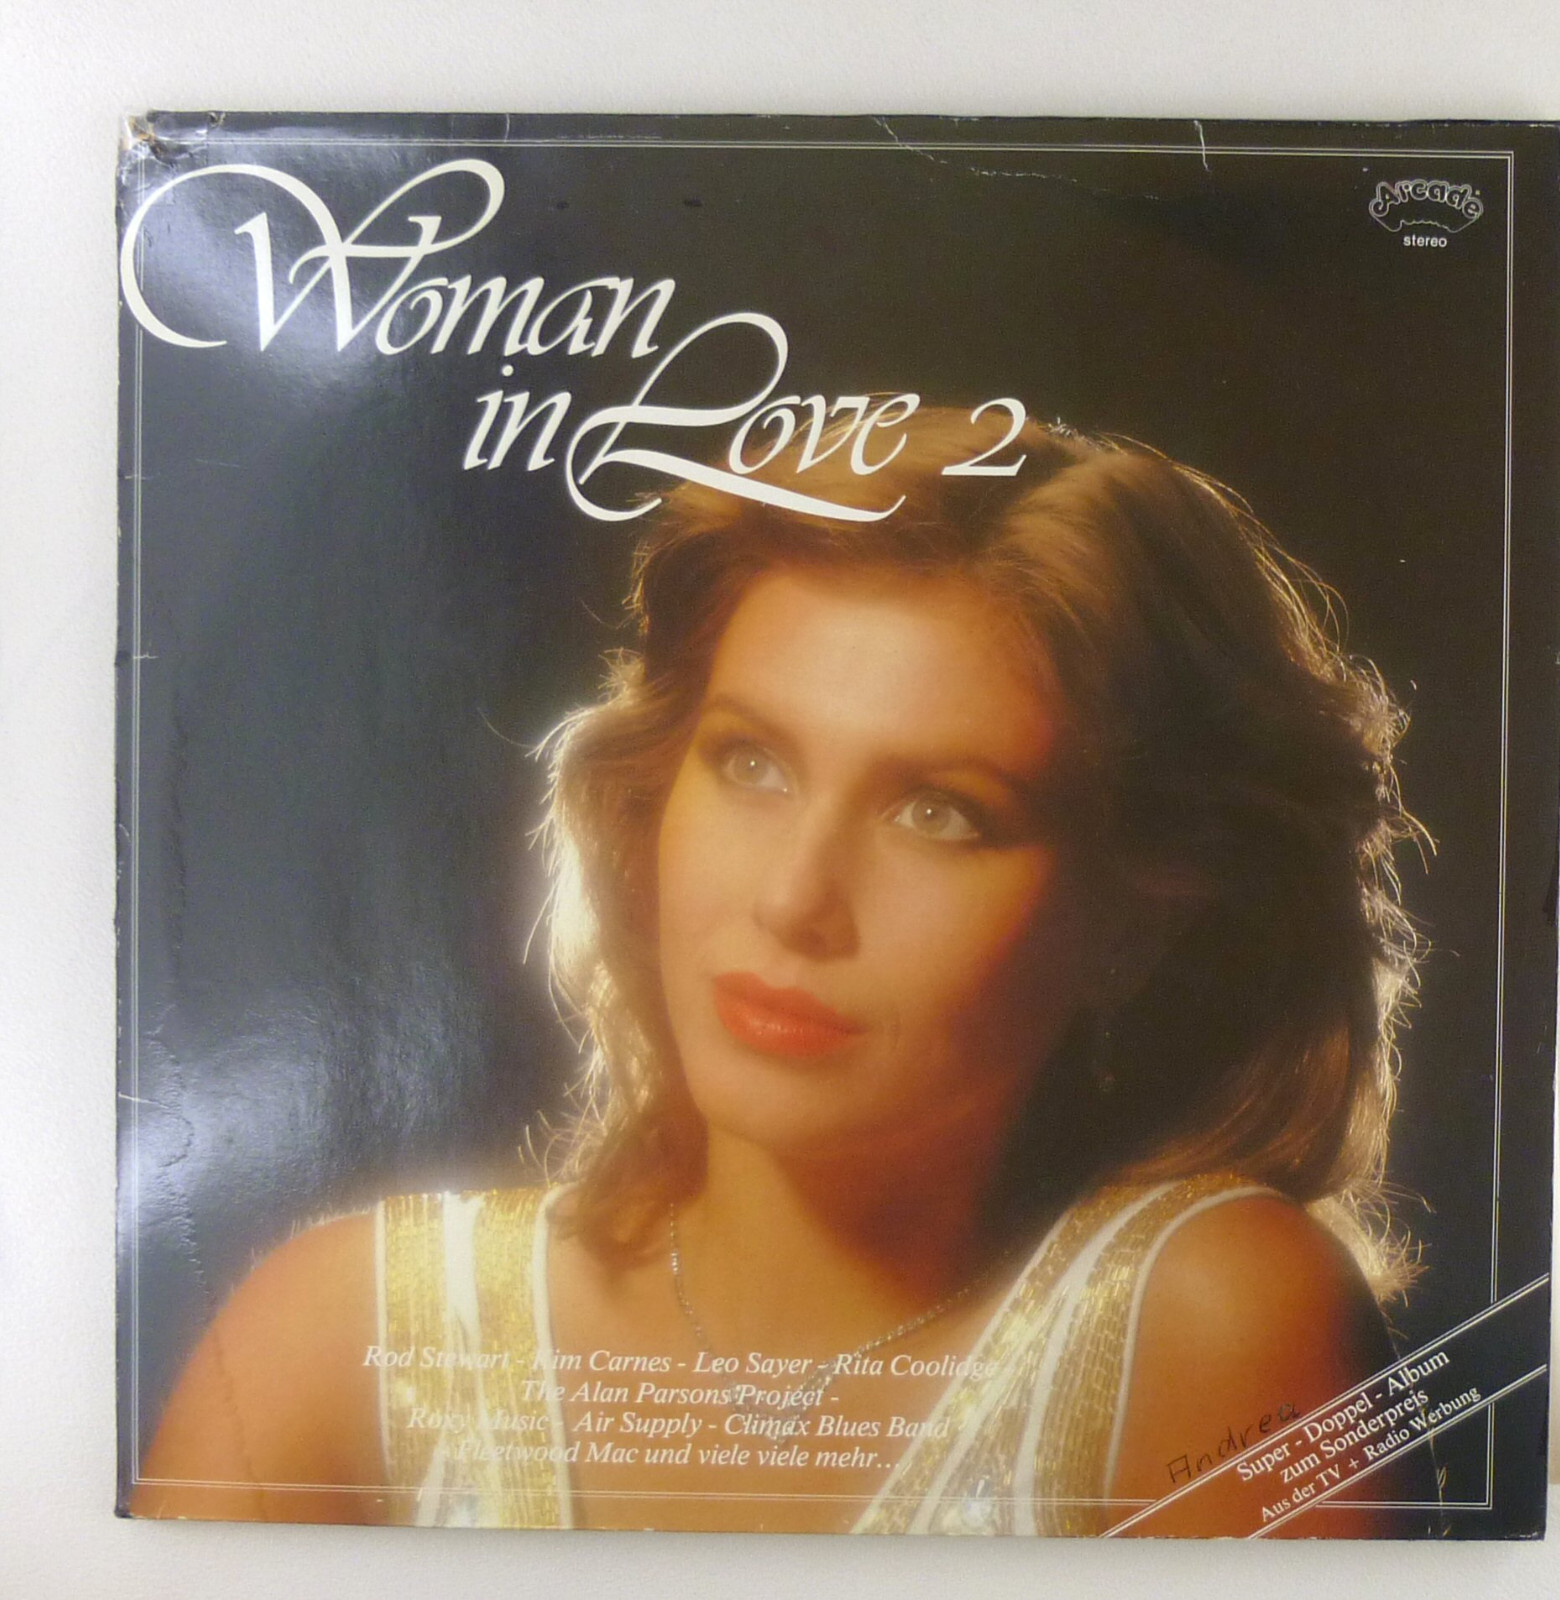 Woman
in Love 2
Arcade
stereo
Rod Stewart - Kim Carnes - Leo Sayer - Rita Coolidge
The Alan Parsons Project -
Roxy Music - Air Supply - Climax Blues Band -
Fleetwood Mac und viele viele mehr...
Andrea
Super - Doppel - Album
zum Sonderpreis
Aus der TV + Radio Werbung